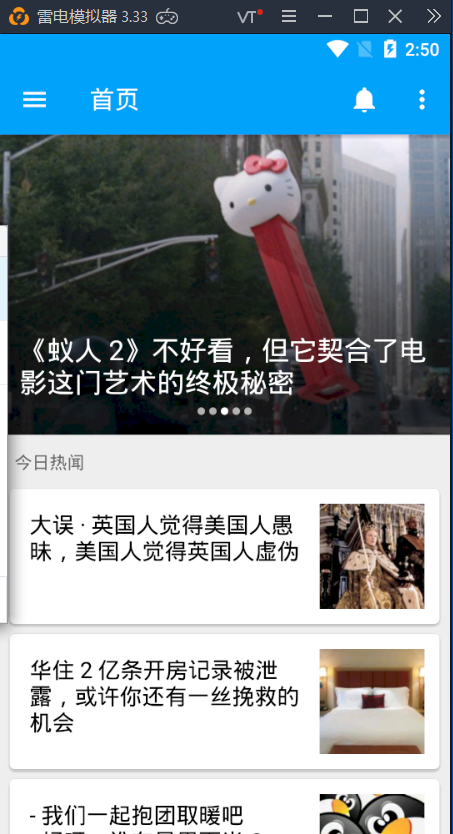 雷电模拟器 3.33
VT
2:50
首页
《蚁人 2》不好看，但它契合了电
影这门艺术的终极秘密
今日热闻
大误 · 英国人觉得美国人愚
昧，美国人觉得英国人虚伪
华住 2 亿条开房记录被泄
露，或许你还有一丝挽救的
机会
- 我们一起抱团取暖吧